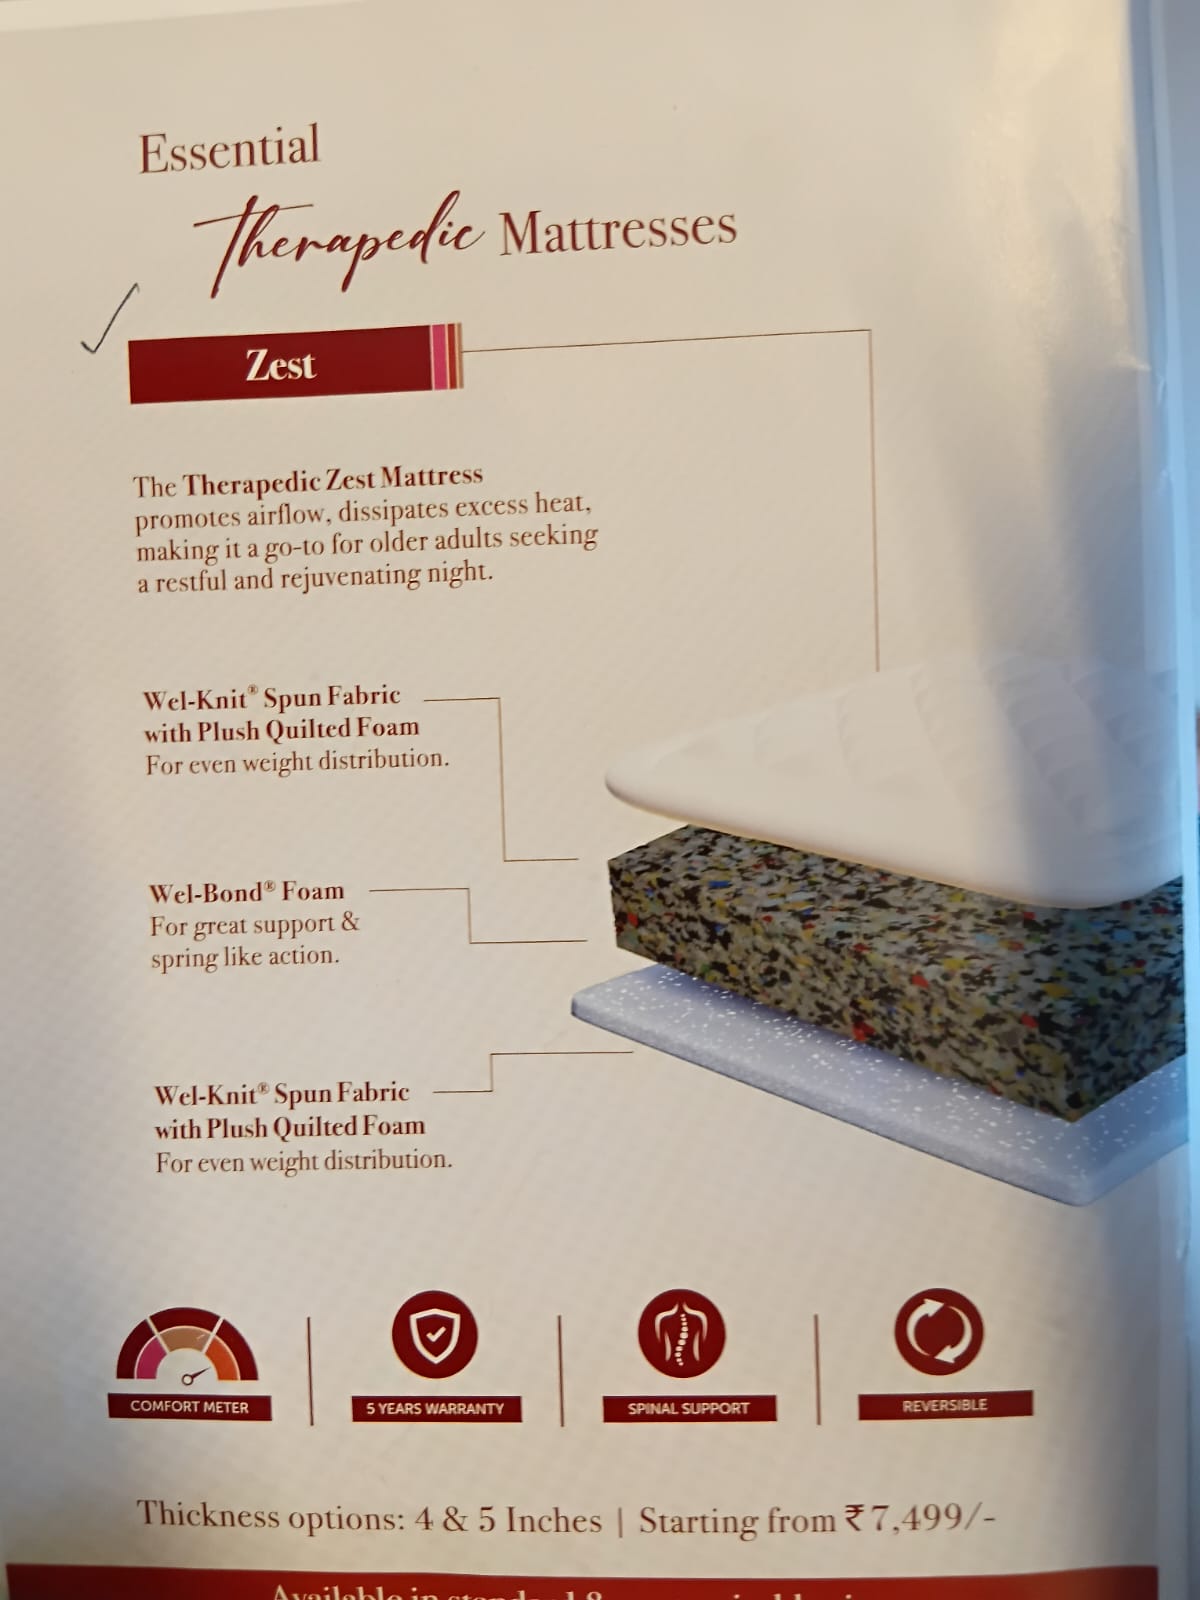 Essential
Therapedic Mattresses
Zest
The Therapedic Zest Mattress
promotes airflow, dissipates excess heat,
making it a go-to for older adults seeking
a restful and rejuvenating night.
Wel-Knit® Spun Fabric
with Plush Quilted Foam
For even weight distribution.
Wel-Bond® Foam
For great support &
spring like action.
Wel-Knit® Spun Fabric
with Plush Quilted Foam
For even weight distribution.
COMFORT METER
5 YEARS WARRANTY
SPINAL SUPPORT
REVERSIBLE
Thickness options: 4 & 5 Inches | Starting from ₹7,499/-
Available in standard &